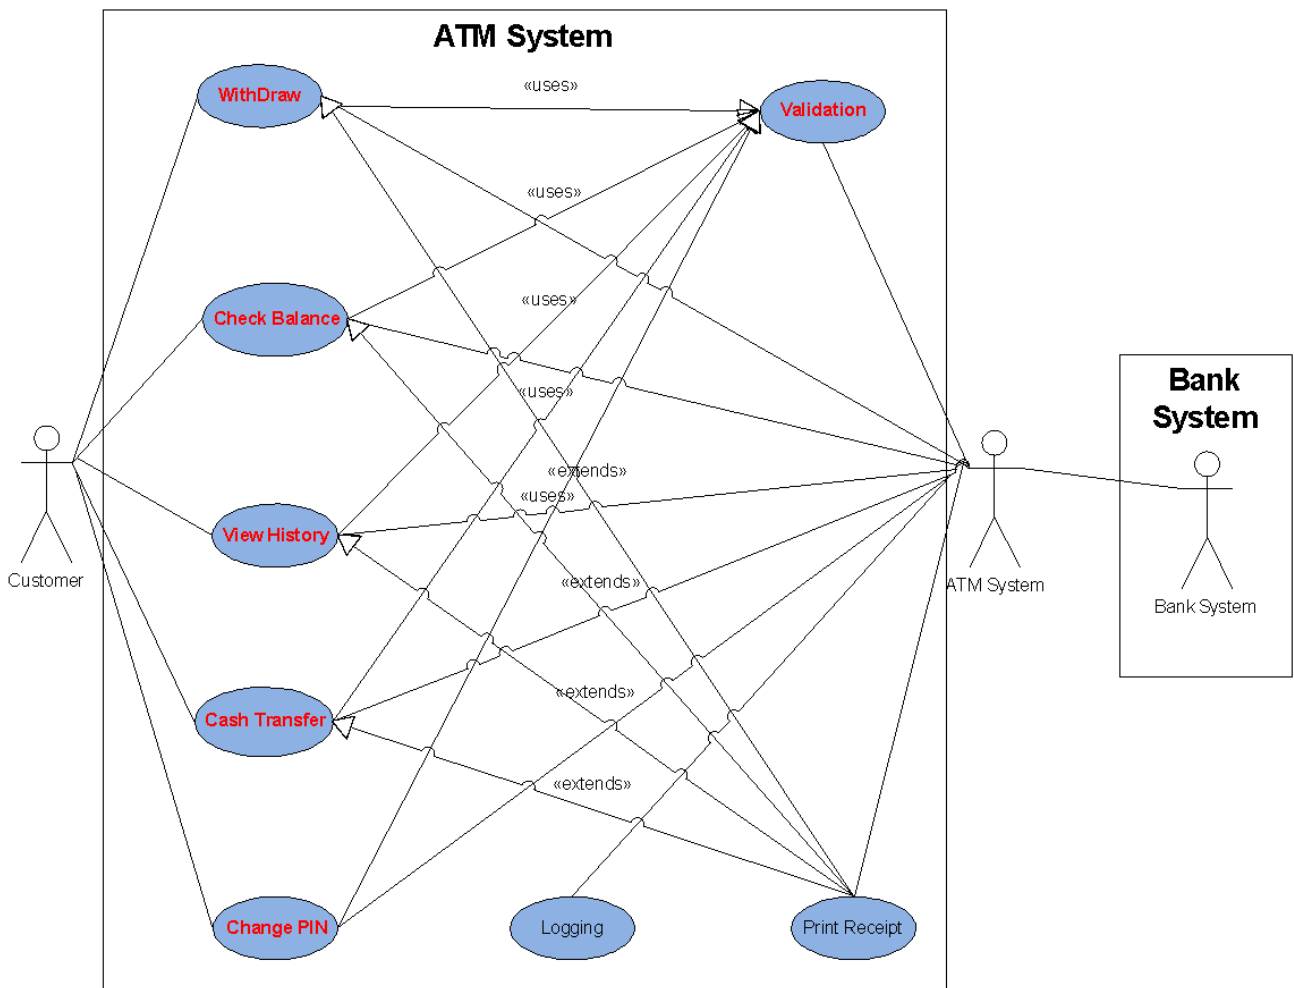 ATM System
WithDraw
«uses»
Validation
«uses»
«uses»
Check Balance
Bank
System
«uses»
«extends»
«uses»
View History
Customer
«extends»
ATM System
Bank System
«extends»
Cash Transfer
«extends»
Change PIN
Logging
Print Receipt